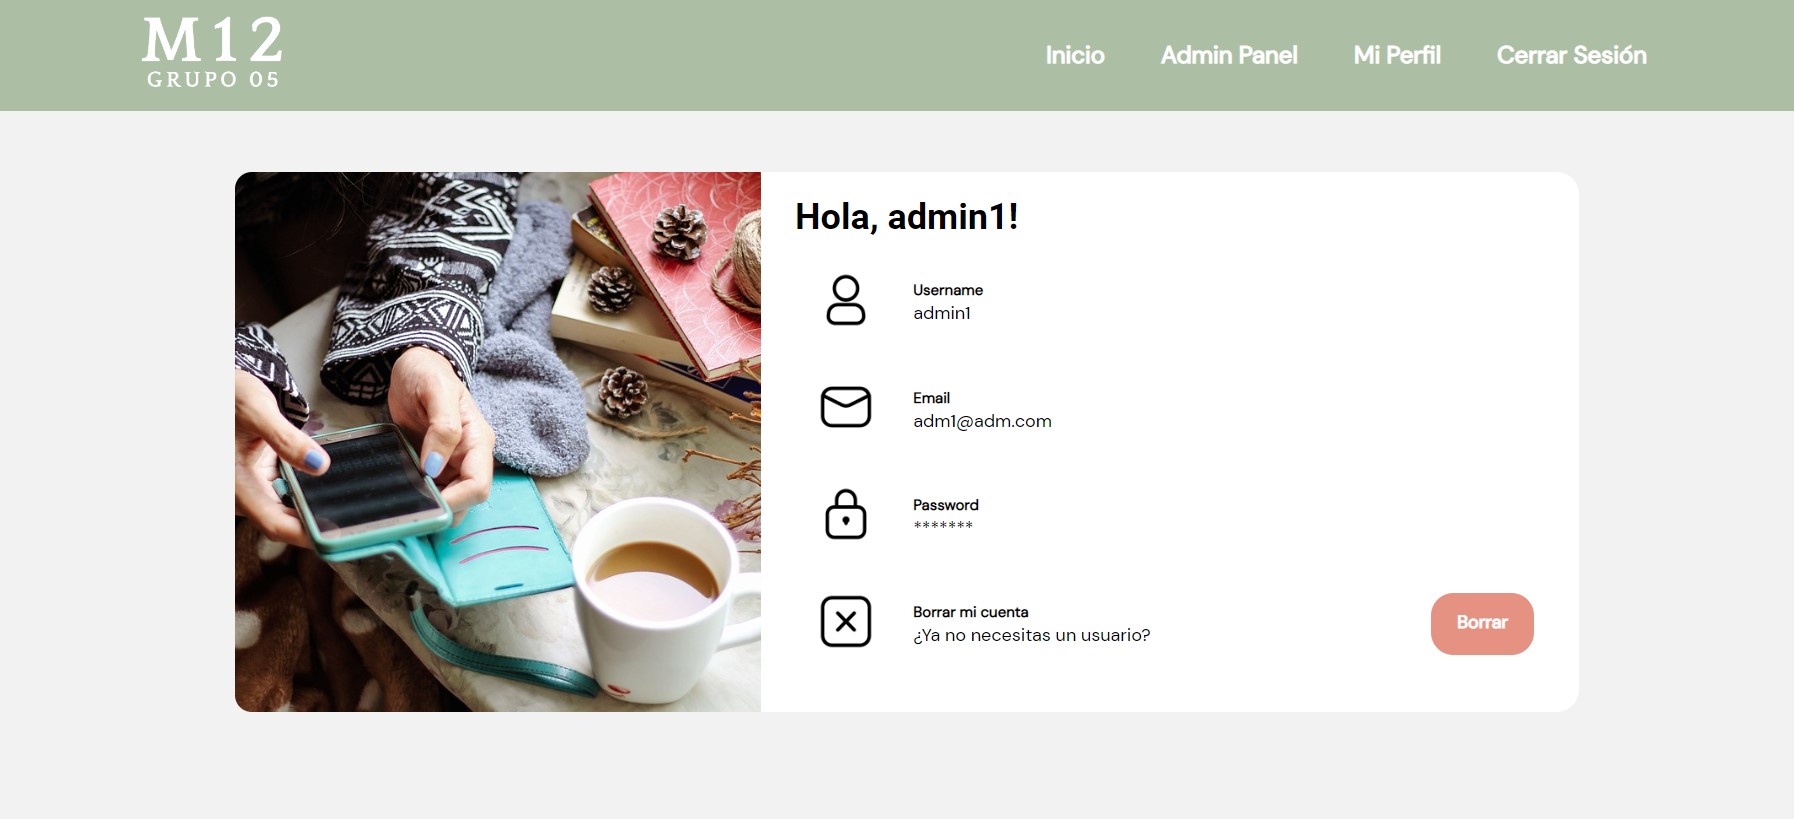 M12
GRUPO 05
Inicio
Admin Panel
Mi Perfil
Cerrar Sesión
Hola, admin1!
Username
admin1
Email
adm1@adm.com
Password
*******
Borrar mi cuenta
¿Ya no necesitas un usuario?
Borrar